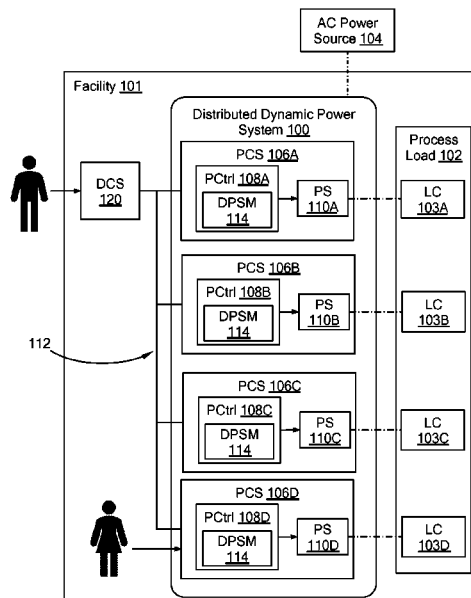 AC Power
Source 104
Facility 101
Distributed Dynamic Power
System 100
Process
Load 102
DCS
120
PCS 106A
PCtrl 108A
DPSM
114
PS
110A
LC
103A
PCS 106B
PCtrl 108B
DPSM
114
PS
110B
LC
103B
112
PCS 106C
PCtrl 108C
DPSM
114
PS
110C
LC
103C
PCS 106D
PCtrl 108D
DPSM
114
PS
110D
LC
103D